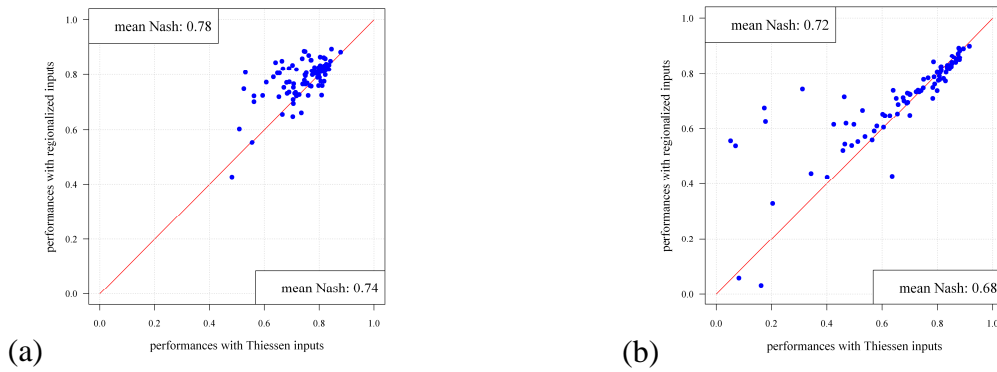 mean Nash: 0.78
1.0
0.8
0.6
0.4
0.2
0.0
performances with regionalized inputs
mean Nash: 0.74
0.0 0.2 0.4 0.6 0.8 1.0
performances with Thiessen inputs
(a)
mean Nash: 0.72
1.0
0.8
0.6
0.4
0.2
0.0
performances with regionalized inputs
mean Nash: 0.68
0.0 0.2 0.4 0.6 0.8 1.0
performances with Thiessen inputs
(b)